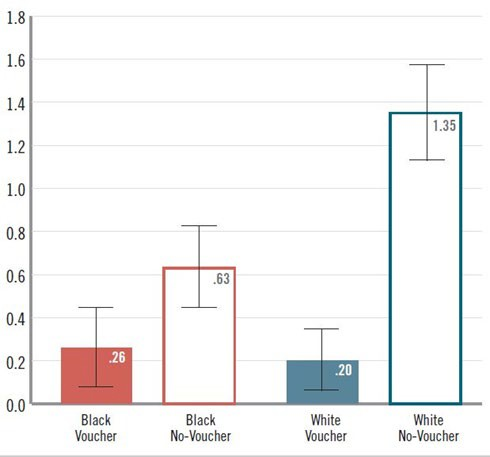 1.8
1.6
1.4
1.2
1.0
0.8
0.6
0.4
0.2
0.0
.26
.63
.20
1.35
Black
Voucher
Black
No-Voucher
White
Voucher
White
No-Voucher